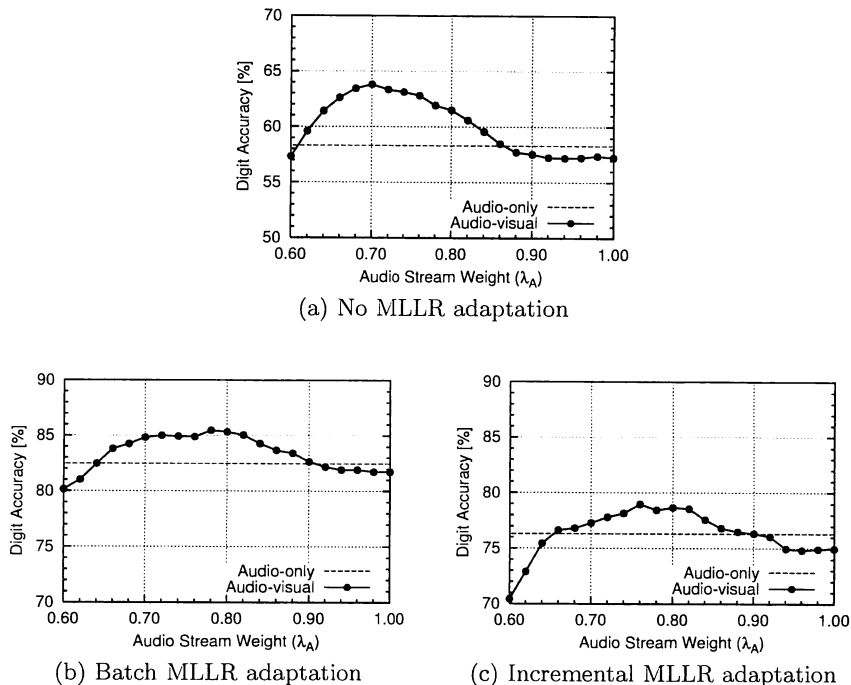 70
65
60
55
50
Digit Accuracy [%]
Audio-only
Audio-visual
0.60 0.70 0.80 0.90 1.00
Audio Stream Weight (λA)
(a) No MLLR adaptation
90
85
80
75
70
Digit Accuracy [%]
Audio-only
Audio-visual
0.60 0.70 0.80 0.90 1.00
Audio Stream Weight (λA)
(b) Batch MLLR adaptation
90
85
80
75
70
Digit Accuracy [%]
Audio-only
Audio-visual
0.60 0.70 0.80 0.90 1.00
Audio Stream Weight (λA)
(c) Incremental MLLR adaptation